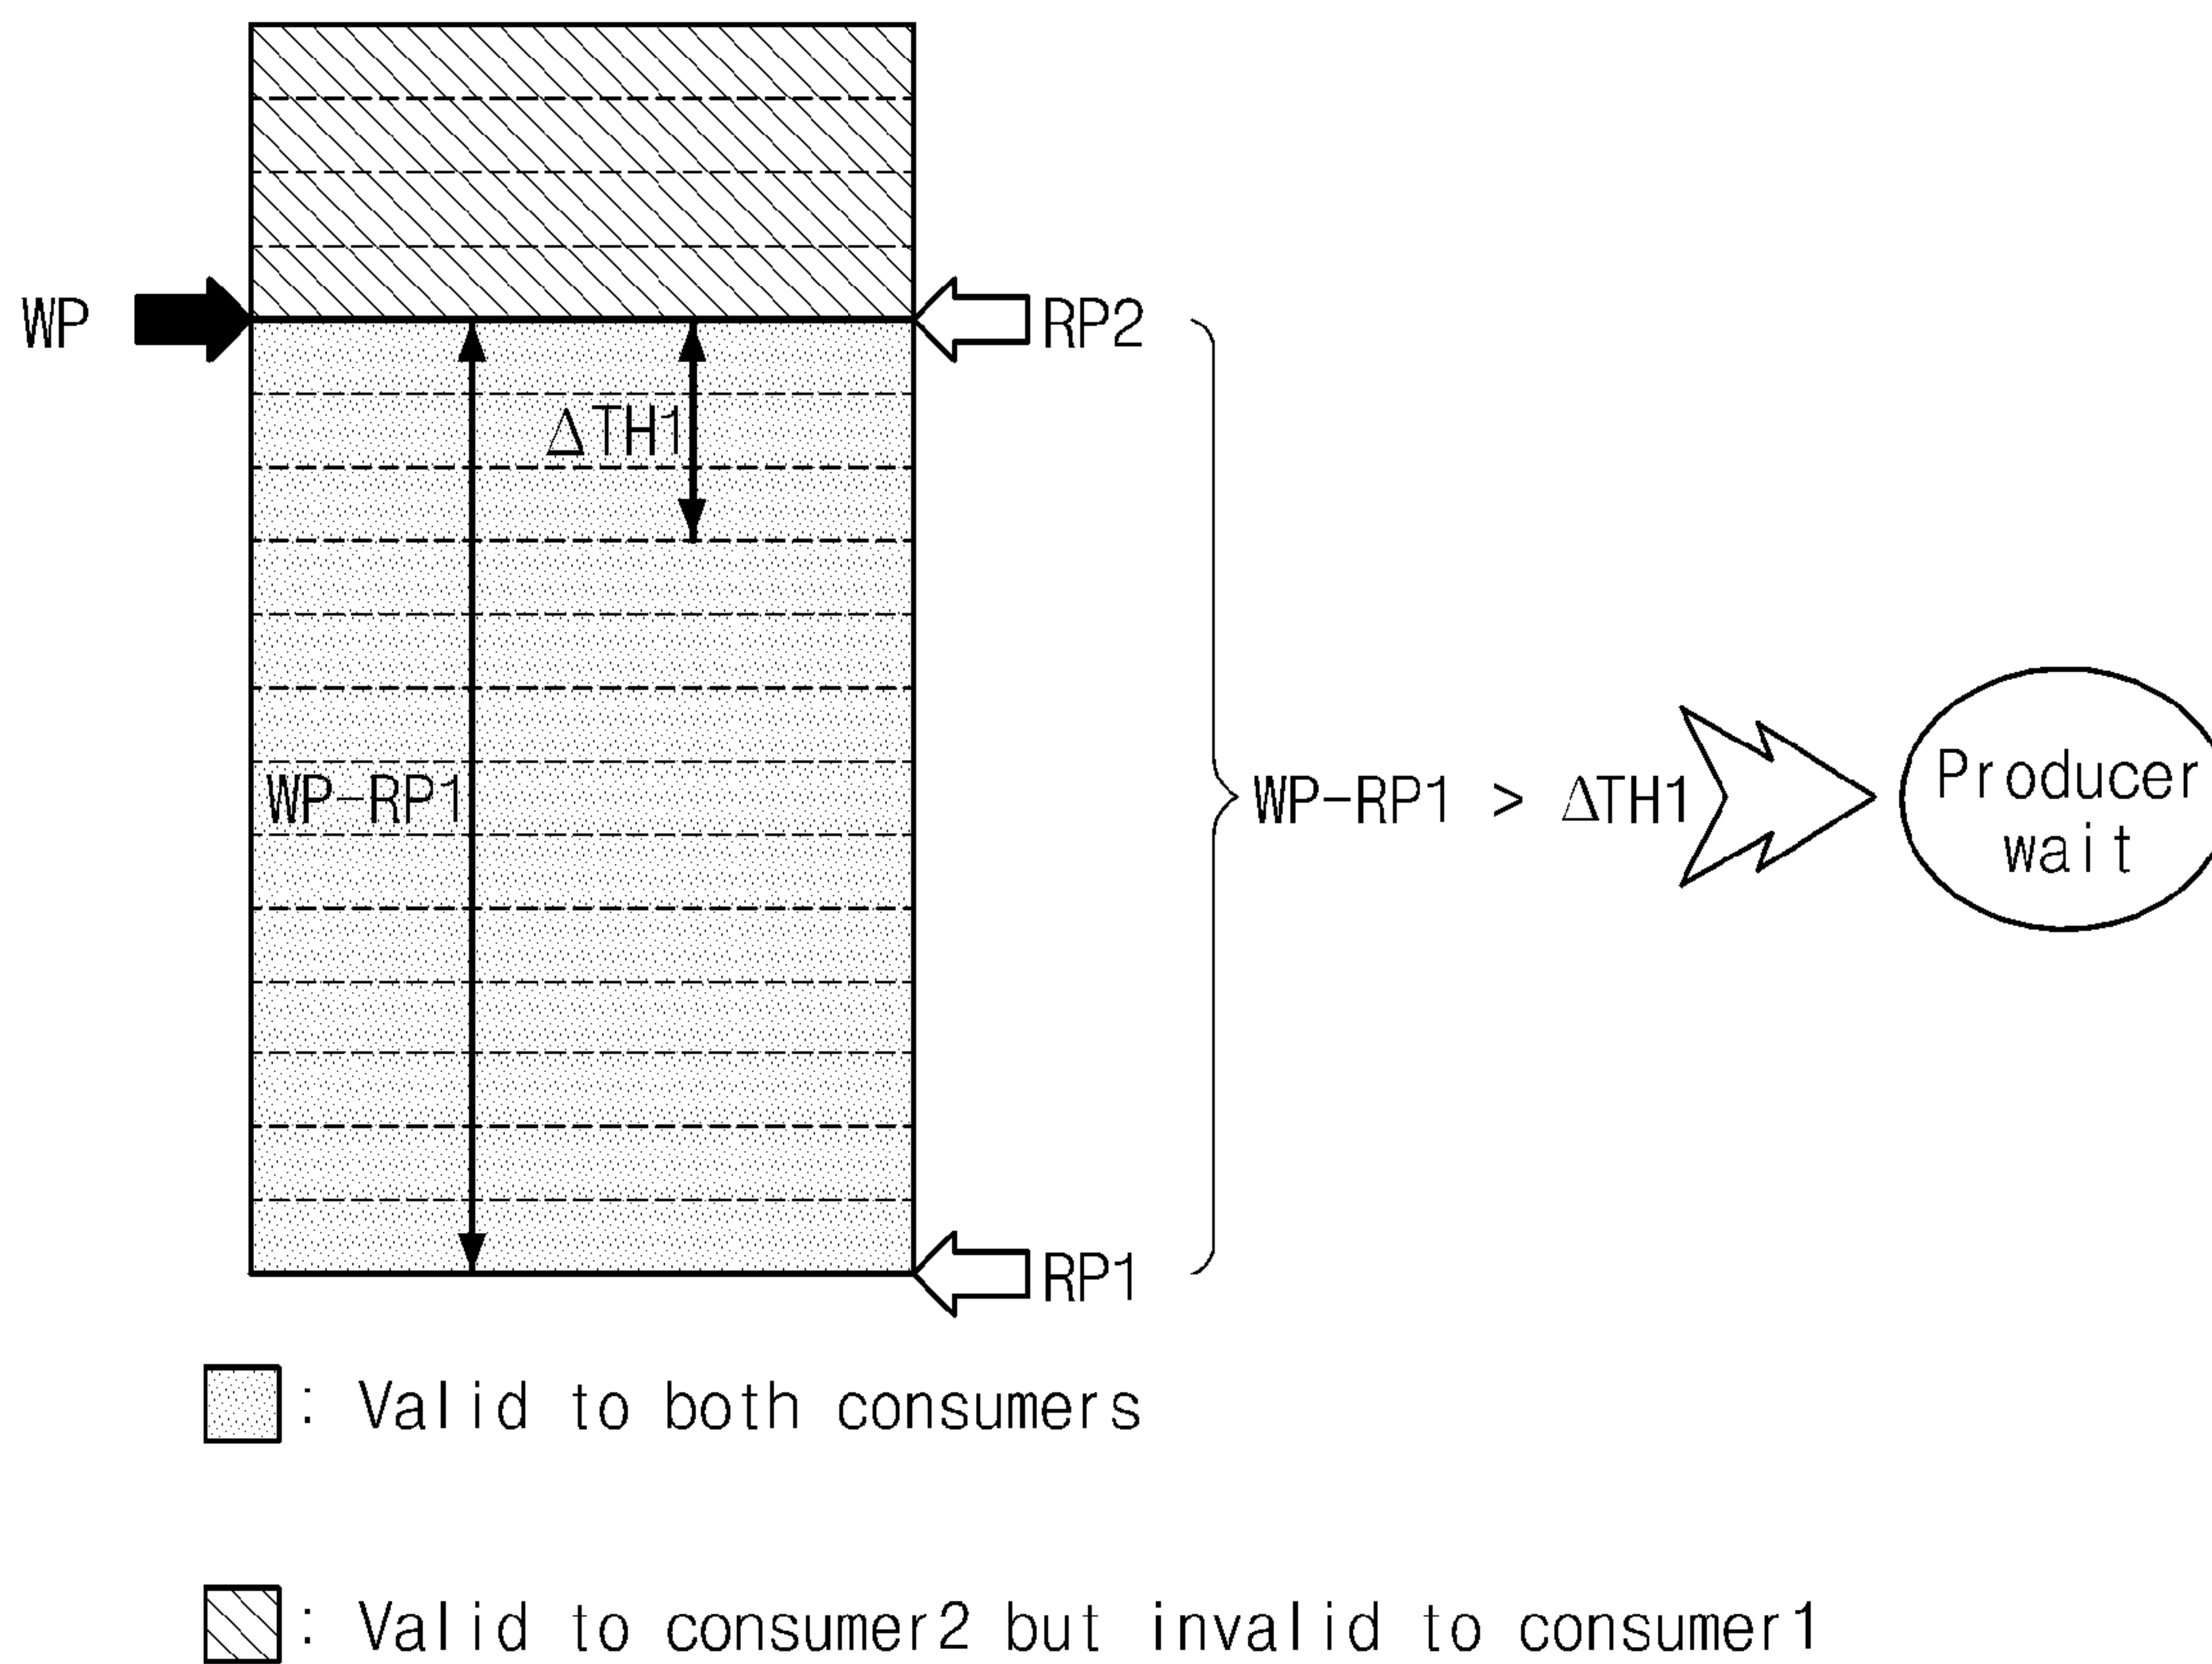 WP
RP2
ΔTH1
WP-RP1
WP-RP1 > ΔTH1
Producer
wait
RP1
: Valid to both consumers
: Valid to consumer2 but invalid to consumer1